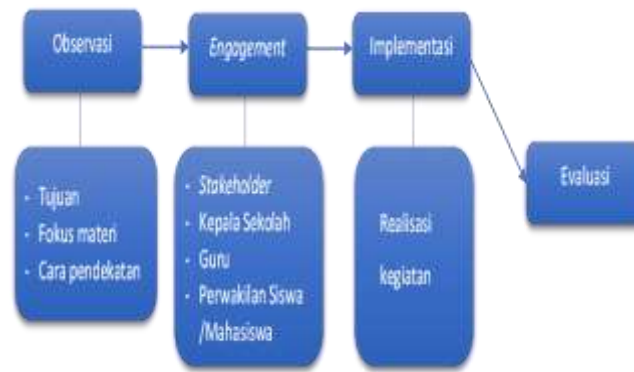 Observasi
Engagement
Implementasi
Evaluasi
- Tujuan
- Fokus materi
- Cara pendekatan
- Stakeholder
- Kepala Sekolah
- Guru
- Perwakilan Siswa
/Mahasiswa
Realisasi
kegiatan